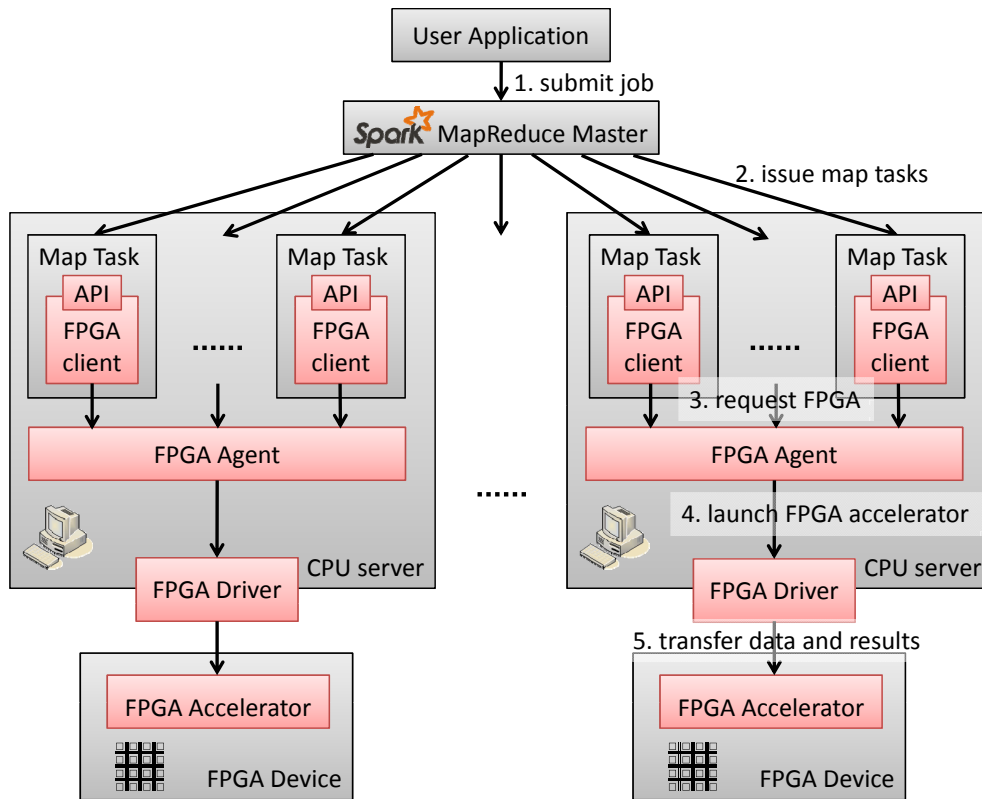 User Application
1. submit job
Spark MapReduce Master
2. issue map tasks
Map Task
API
FPGA
client
......
Map Task
API
FPGA
client
FPGA Agent
CPU server
FPGA Driver
FPGA Accelerator
FPGA Device
......
Map Task
API
FPGA
client
......
Map Task
API
FPGA
client
3. request FPGA
FPGA Agent
4. launch FPGA accelerator
CPU server
FPGA Driver
5. transfer data and results
FPGA Accelerator
FPGA Device